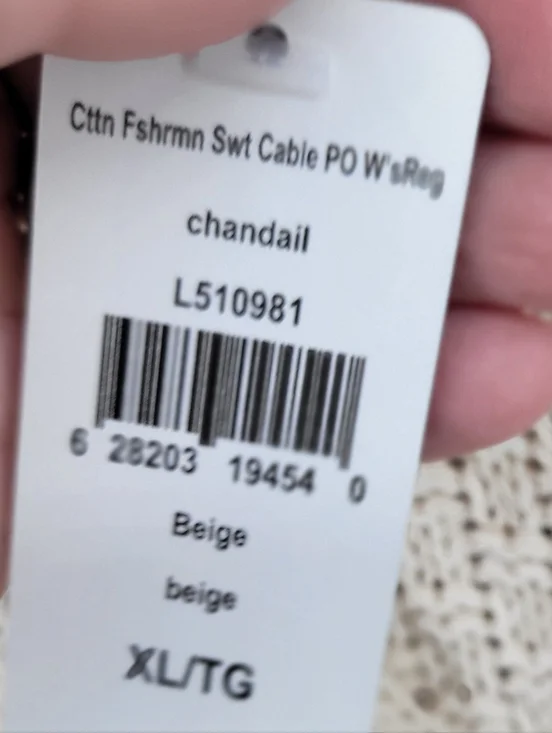 Cttn Fshrmn Swt Cable PO W'sReg
chandail
L510981
6 28203 19454 0
Beige
beige
XL/TG